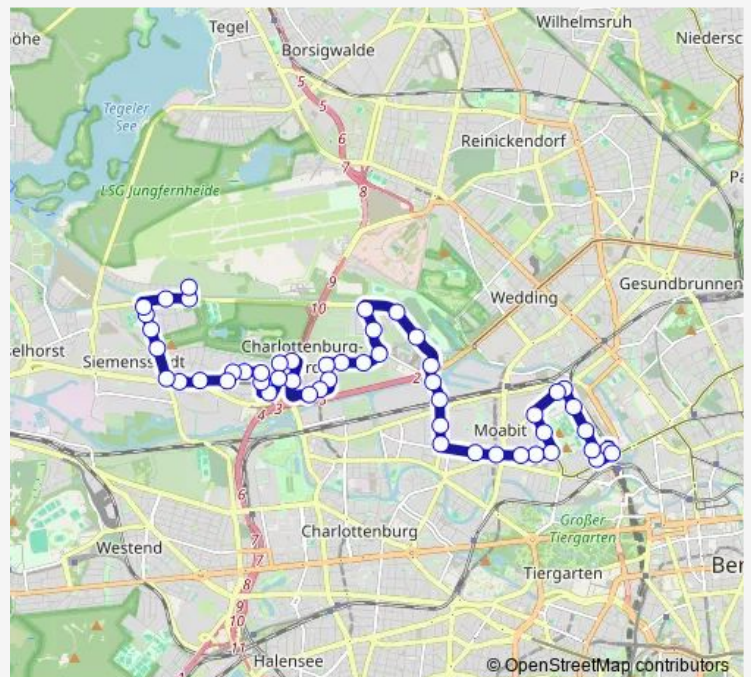 Tegel
Wilhelmsruh
öhe
Borsigwalde
Niedersc
5
5
Tegeler
See
6
Reinickendorf
7
8
Pa
LSG Jungfernheide
9
Gesundbrunnen
Wedding
10
Charlottenburg-
selhorst
Siemensstadt
2
3
4
Moabit
6
Großer
Tiergarten
Charlottenburg
7
Westend
7
Ber
Tiergarten
8
9
10
11
Halensee
1
© OpenStreetMap contributors